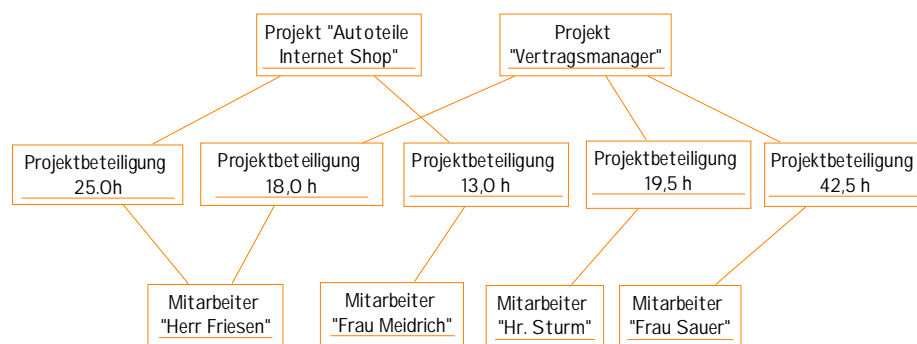 Projekt "Autoteile
Internet Shop"
Projekt
"Vertragsmanager"
Projektbeteiligung
25.0h
Projektbeteiligung
18,0 h
Projektbeteiligung
13,0 h
Projektbeteiligung
19,5 h
Projektbeteiligung
42,5 h
Mitarbeiter
"Herr Friesen"
Mitarbeiter
"Frau Meidrich"
Mitarbeiter
"Hr. Sturm"
Mitarbeiter
"Frau Sauer"